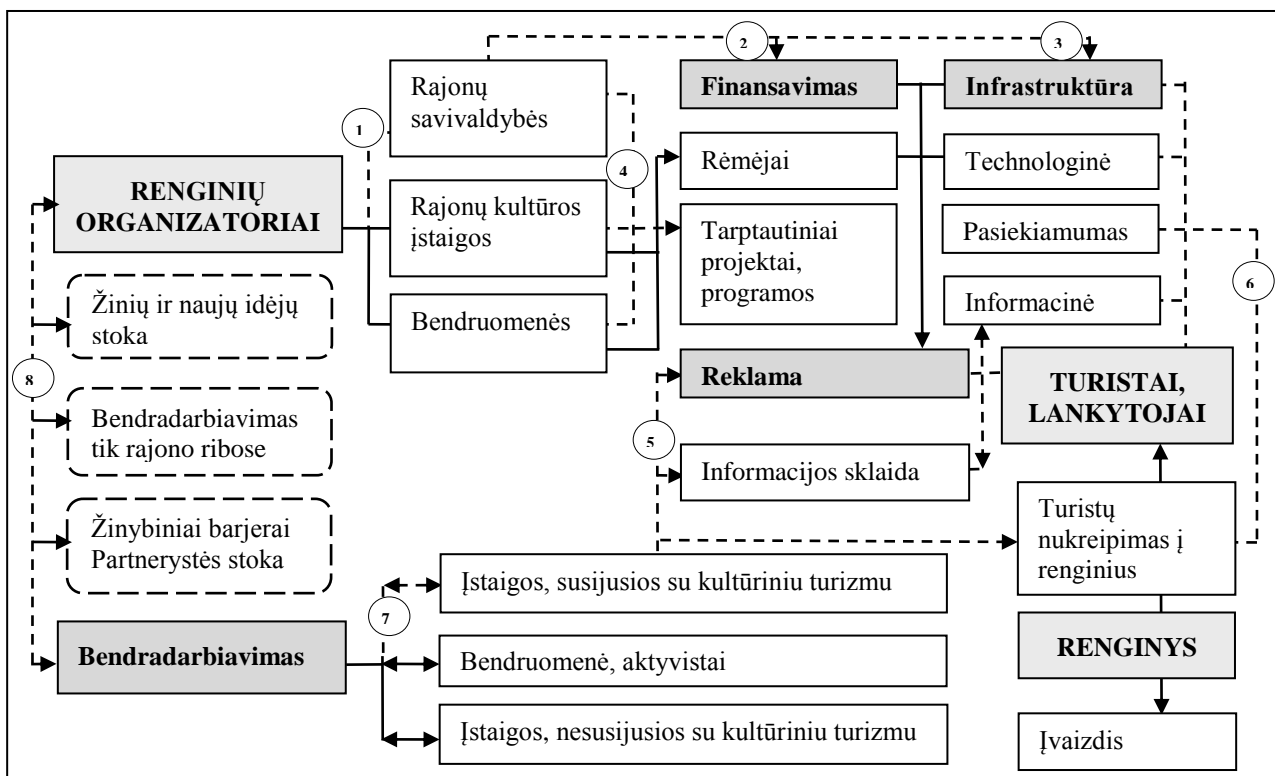 2
3
Rajonų
savivaldybės
Finansavimas
Infrastruktūra
1
RENGINIŲ
ORGANIZATORIAI
4
Rėmėjai
Technologinė
Rajonų kultūros
įstaigos
Tarptautiniai
projektai,
programos
Pasiekiamumas
6
Žinių ir naujų idėjų
stoka
Bendruomenės
Informacinė
8
Reklama
TURISTAI,
LANKYTOJAI
Bendradarbiavimas
tik rajono ribose
5
Informacijos sklaida
Žinybiniai barjerai
Partnerystės stoka
Turistų
nukreipimas į
renginius
Įstaigos, susijusios su kultūriniu turizmu
7
Bendradarbiavimas
Bendruomenė, aktyvistai
RENGINYS
Įstaigos, nesusijusios su kultūriniu turizmu
Įvaizdis